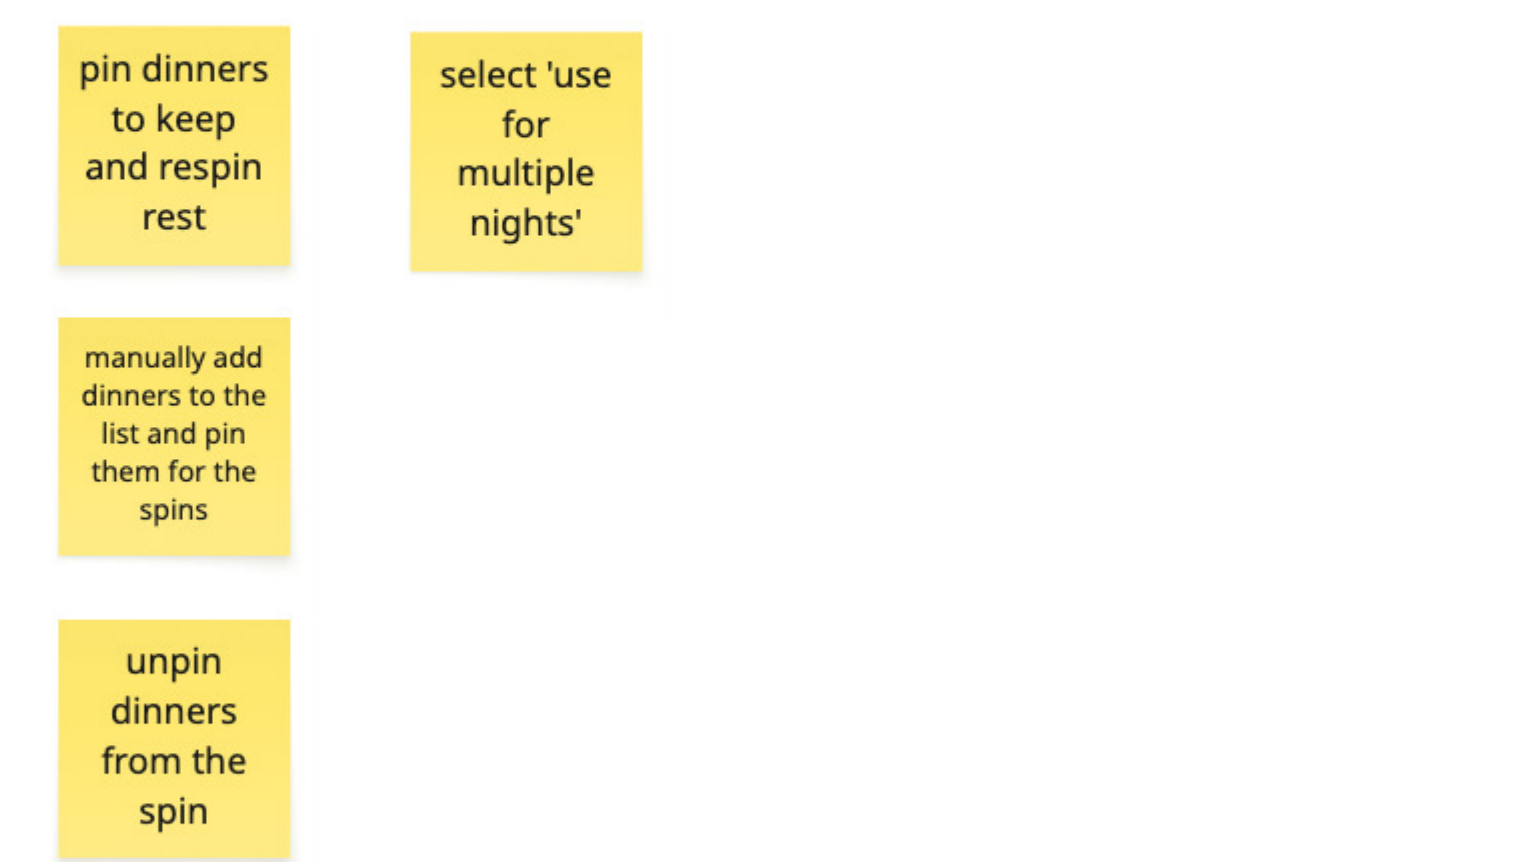 pin dinners
to keep
and respin
rest
select 'use
for
multiple
nights'
manually add
dinners to the
list and pin
them for the
spins
unpin
dinners
from the
spin